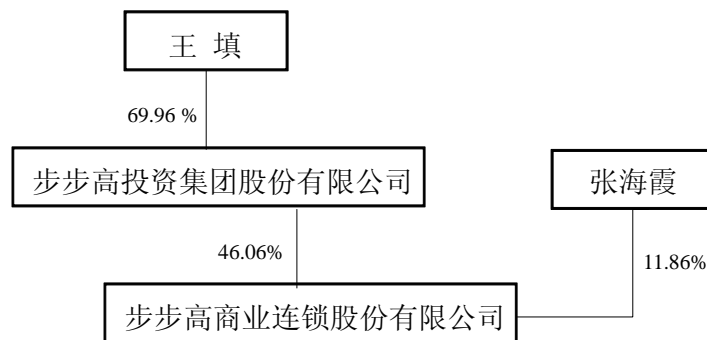 王 填
69.96 %
步步高投资集团股份有限公司
张海霞
46.06%
11.86%
步步高商业连锁股份有限公司